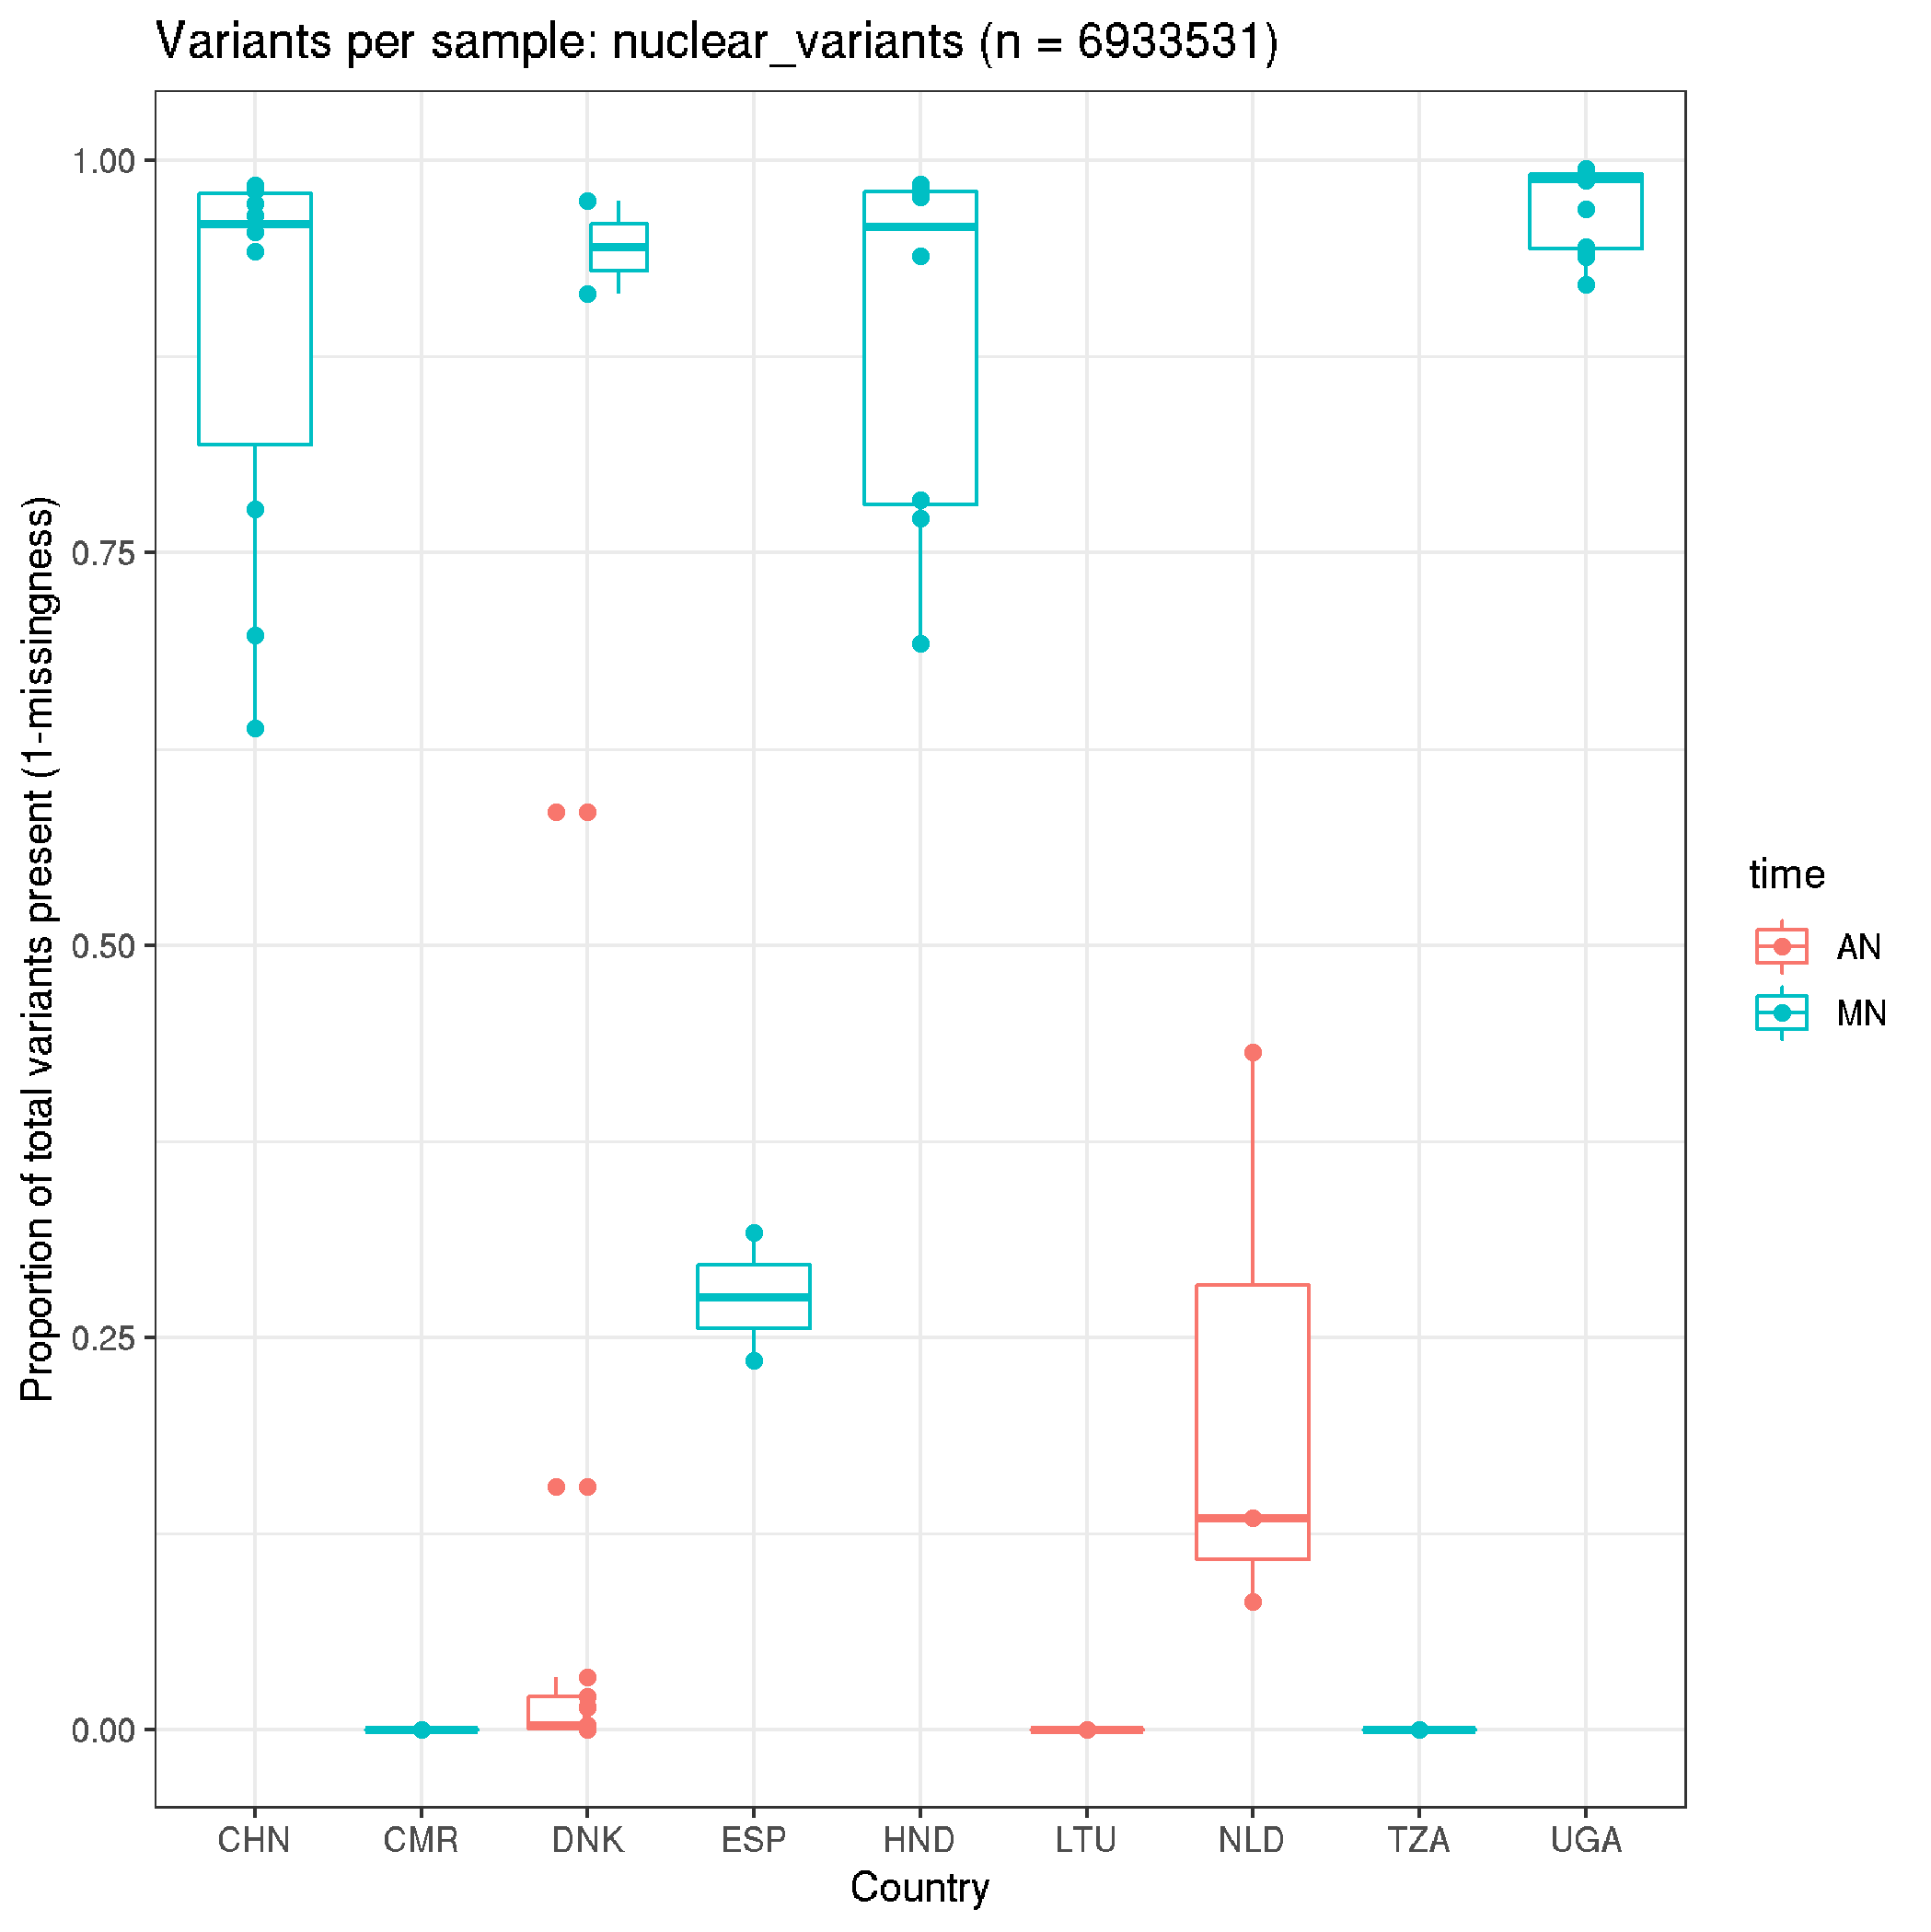 Variants per sample: nuclear_variants (n = 6933531)
Proportion of total variants present (1-missingness)
1.00
0.75
0.50
0.25
0.00
CHN CMR DNK ESP HND LTU NLD TZA UGA
Country
time
AN
MN